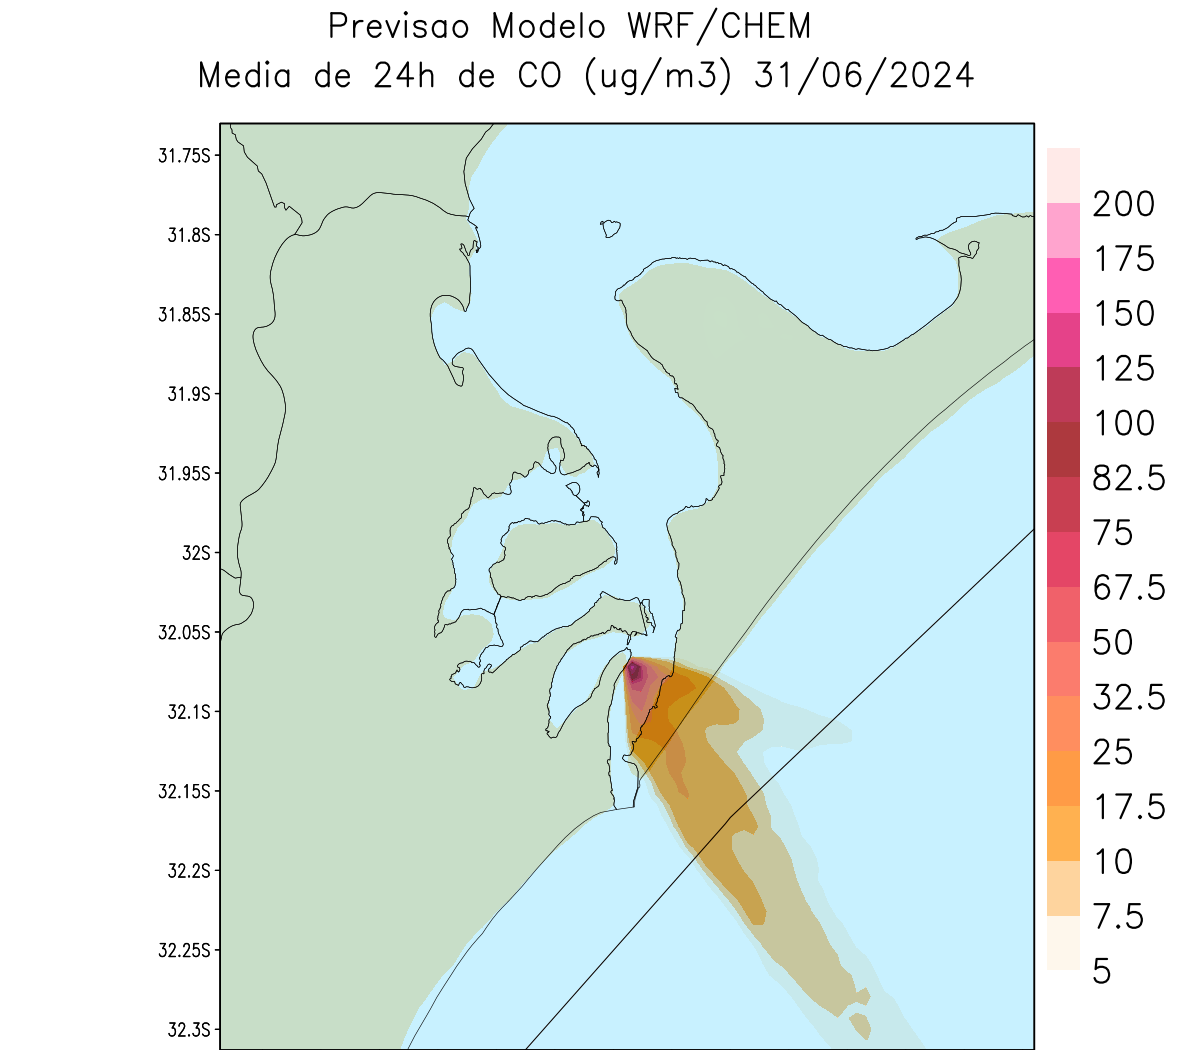 Previsao Modelo WRF/CHEM
Media de 24h de CO (ug/m3) 31/06/2024
31.75S
31.8S
31.85S
31.9S
31.95S
32S
32.05S
32.1S
32.15S
32.2S
32.25S
32.3S
200
175
150
125
100
82.5
75
67.5
50
32.5
25
17.5
10
7.5
5